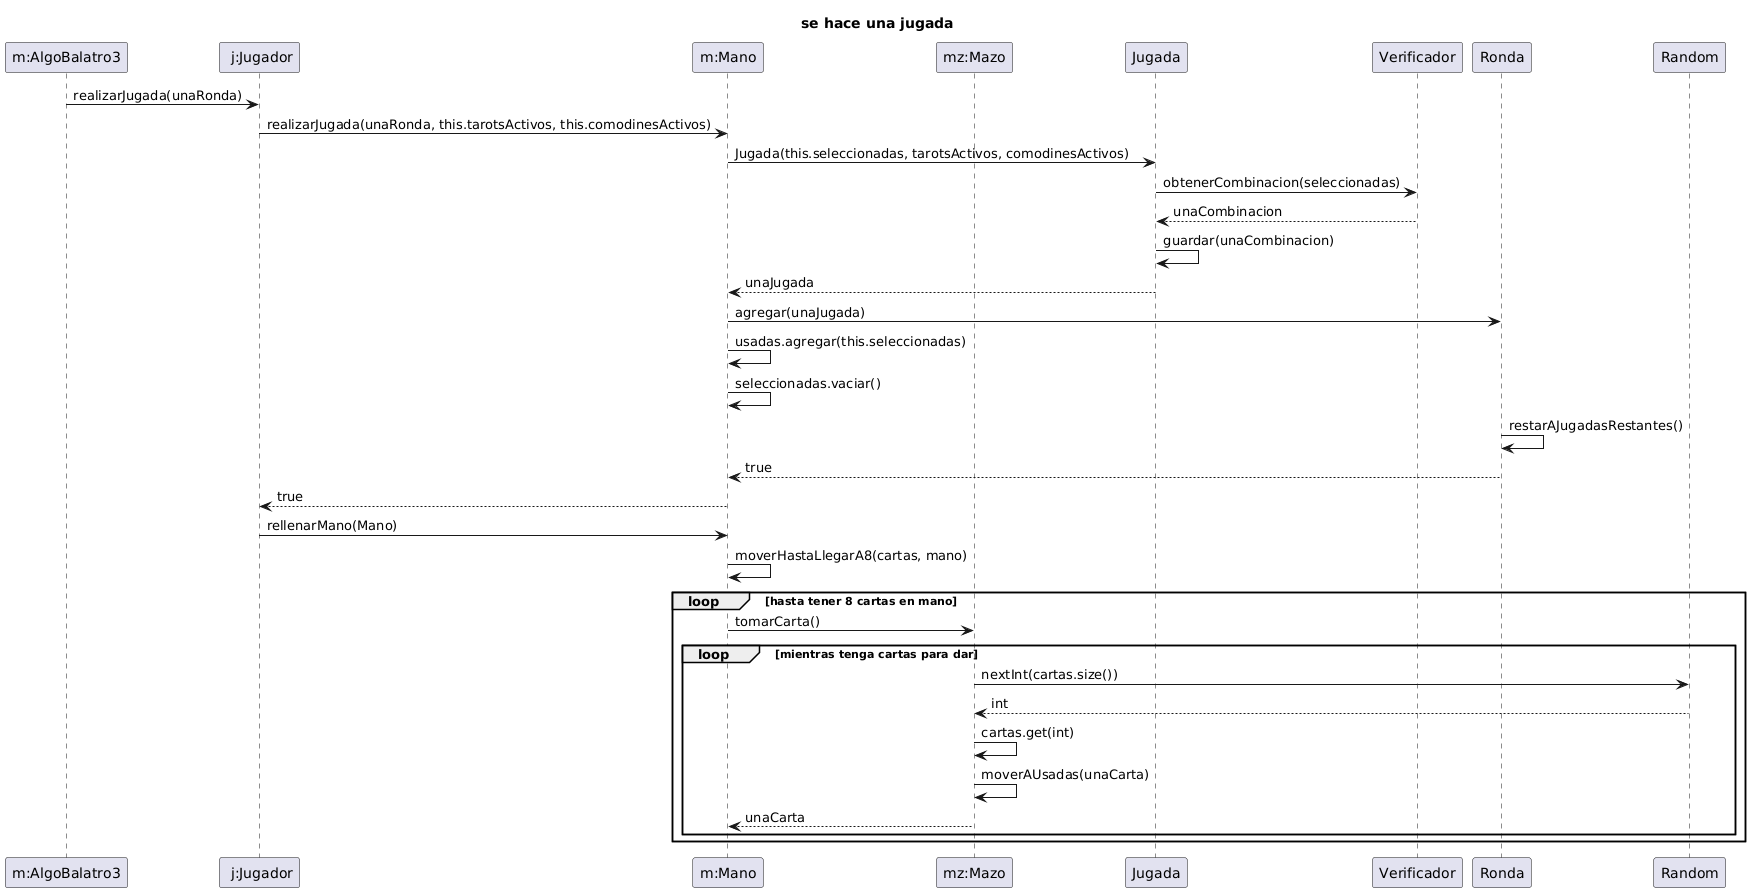 se hace una jugada
m:AlgoBalatro3
j:Jugador
m:Mano
mz:Mazo
Jugada
Verificador
Ronda
Random
realizarJugada(unaRonda)
realizarJugada(unaRonda, this.tarotsActivos, this.comodinesActivos)
Jugada(this.seleccionadas, tarotsActivos, comodinesActivos)
obtenerCombinacion(seleccionadas)
unaCombinacion
guardar(unaCombinacion)
unaJugada
agregar(unaJugada)
usadas.agregar(this.seleccionadas)
seleccionadas.vaciar()
restarAJugadasRestantes()
true
true
rellenarMano(Mano)
moverHastaLlegarA8(cartas, mano)
loop [hasta tener 8 cartas en mano]
tomarCarta()
loop [mientras tenga cartas para dar]
nextInt(cartas.size())
int
cartas.get(int)
moverAUsadas(unaCarta)
unaCarta
m:AlgoBalatro3
j:Jugador
m:Mano
mz:Mazo
Jugada
Verificador
Ronda
Random